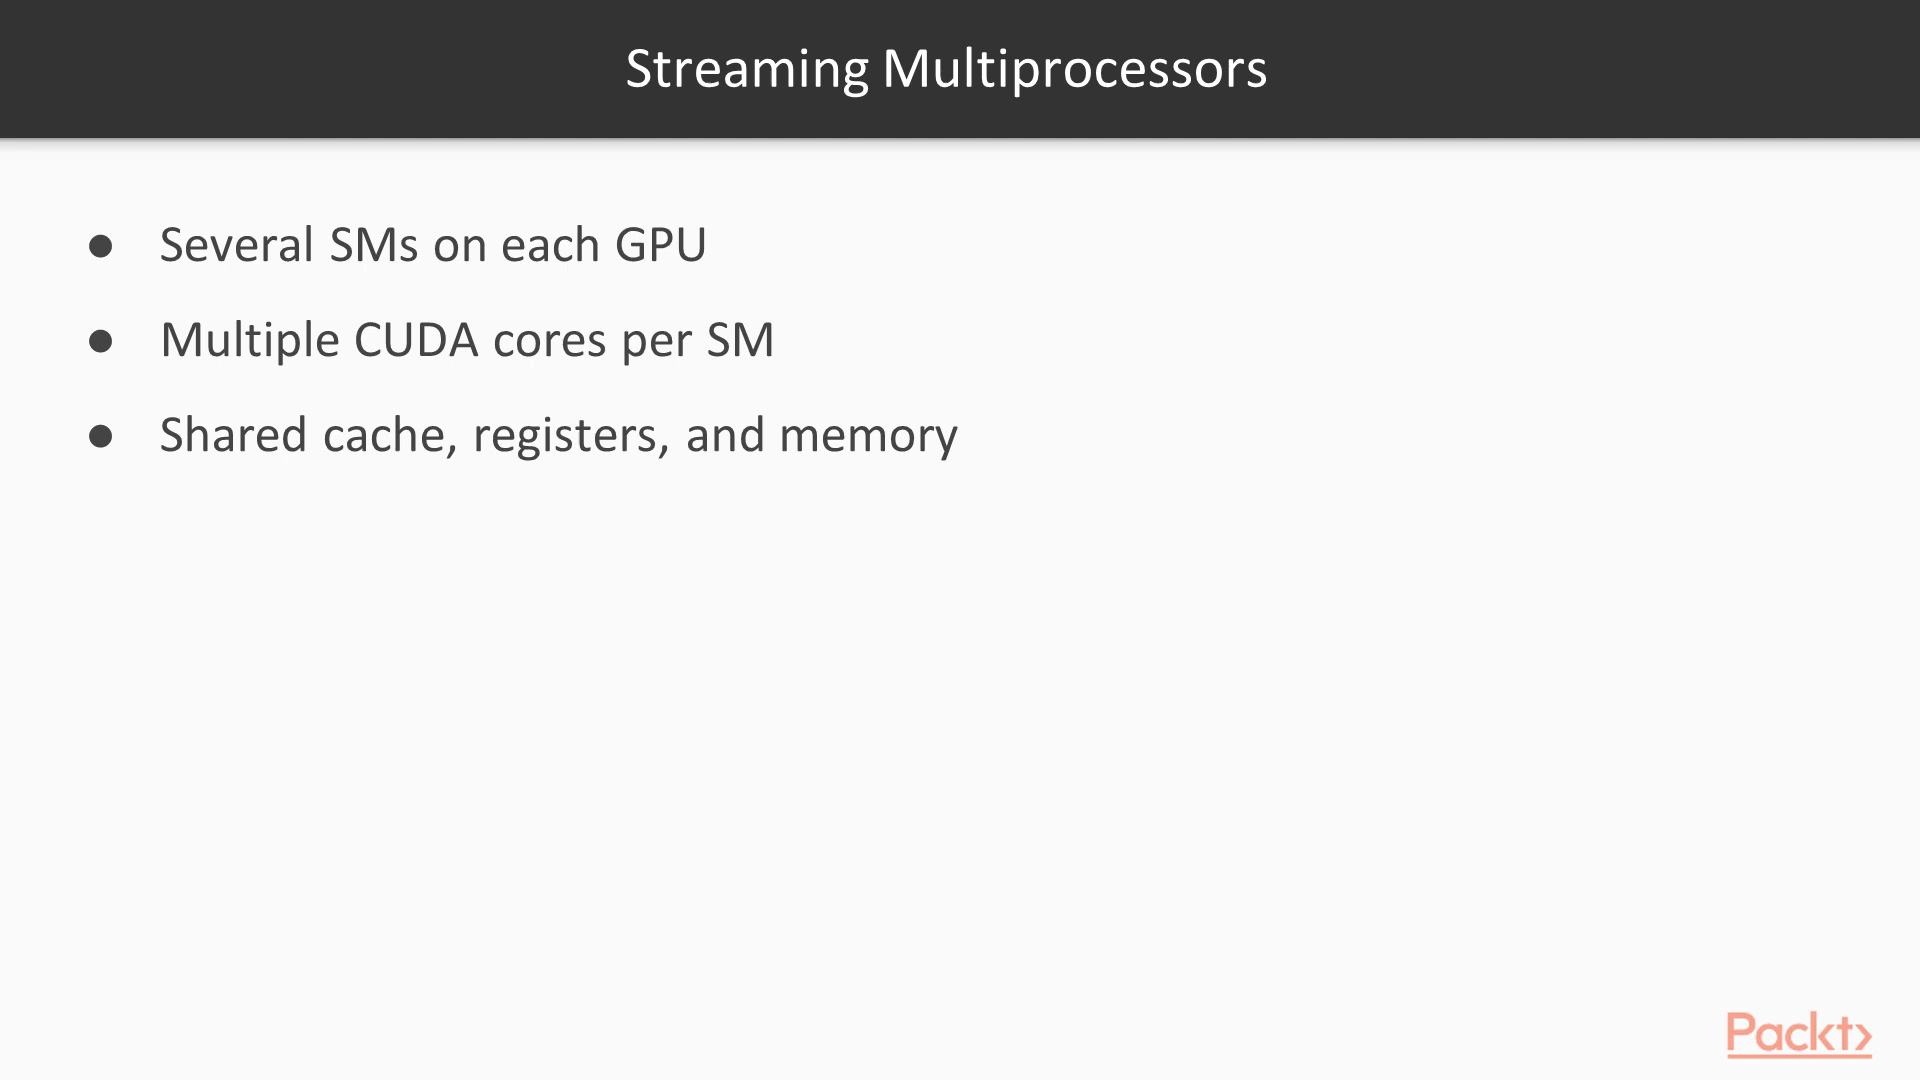 Streaming Multiprocessors
● Several SMs on each GPU
● Multiple CUDA cores per SM
● Shared cache, registers, and memory
Packt>